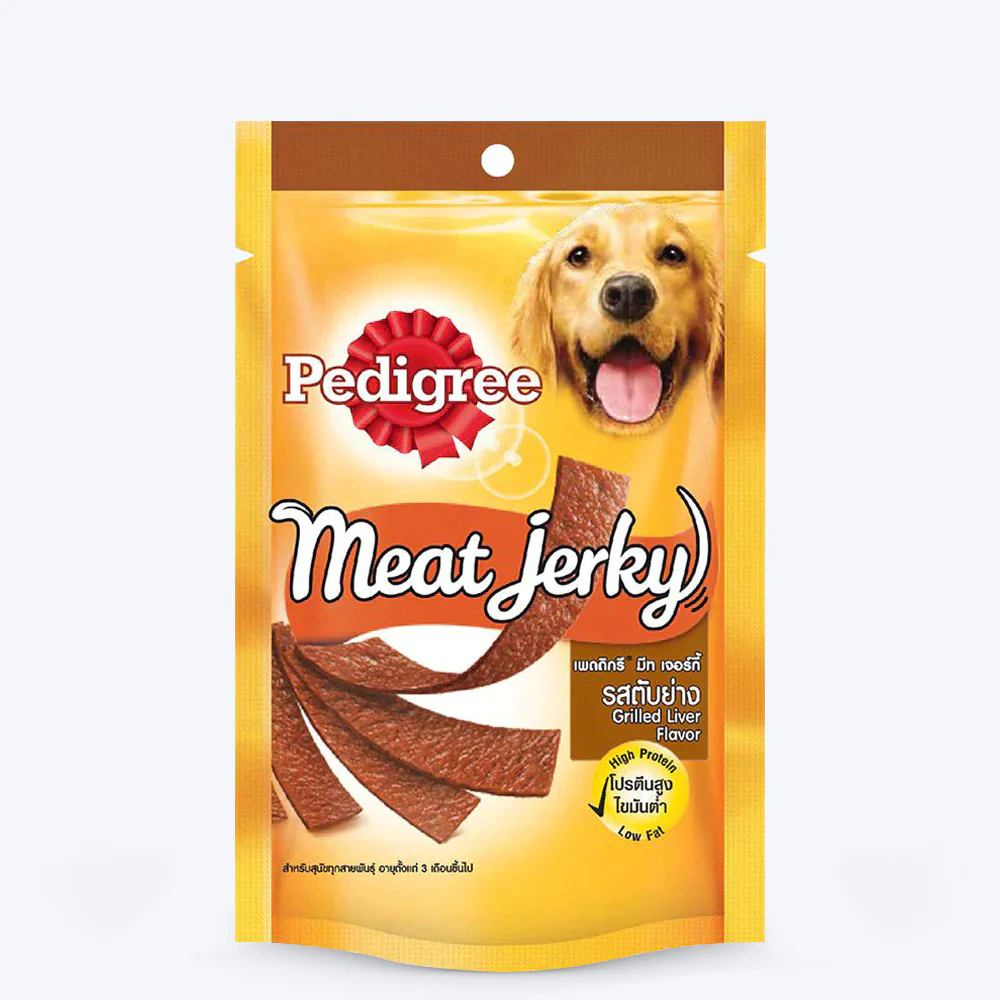 Pedigree
Meat Jerky
เพดดิกรี® มีท เจอร์กี้
รสตับย่าง
Grilled Liver
Flavor
High Protein
โปรตีนสูง
ไขมันต่ำ
Low Fat
สำหรับสุนัขทุกสายพันธุ์ อายุตั้งแต่ 3 เดือนขึ้นไป